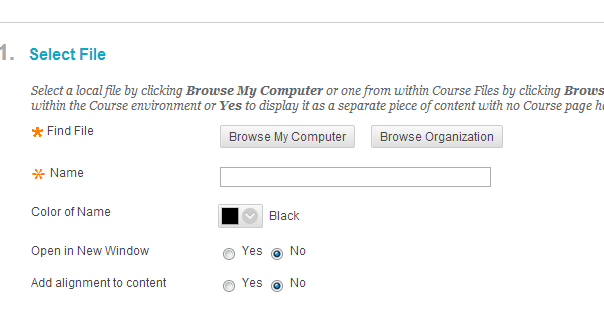 1. Select File
Select a local file by clicking Browse My Computer or one from within Course Files by clicking
within the Course environment or Yes to display it as a separate piece of content with no Course page
Find File
Browse My Computer Browse Organization
Name
Color of Name
Black
Open in New Window
Yes No
Add alignment to content
Yes No